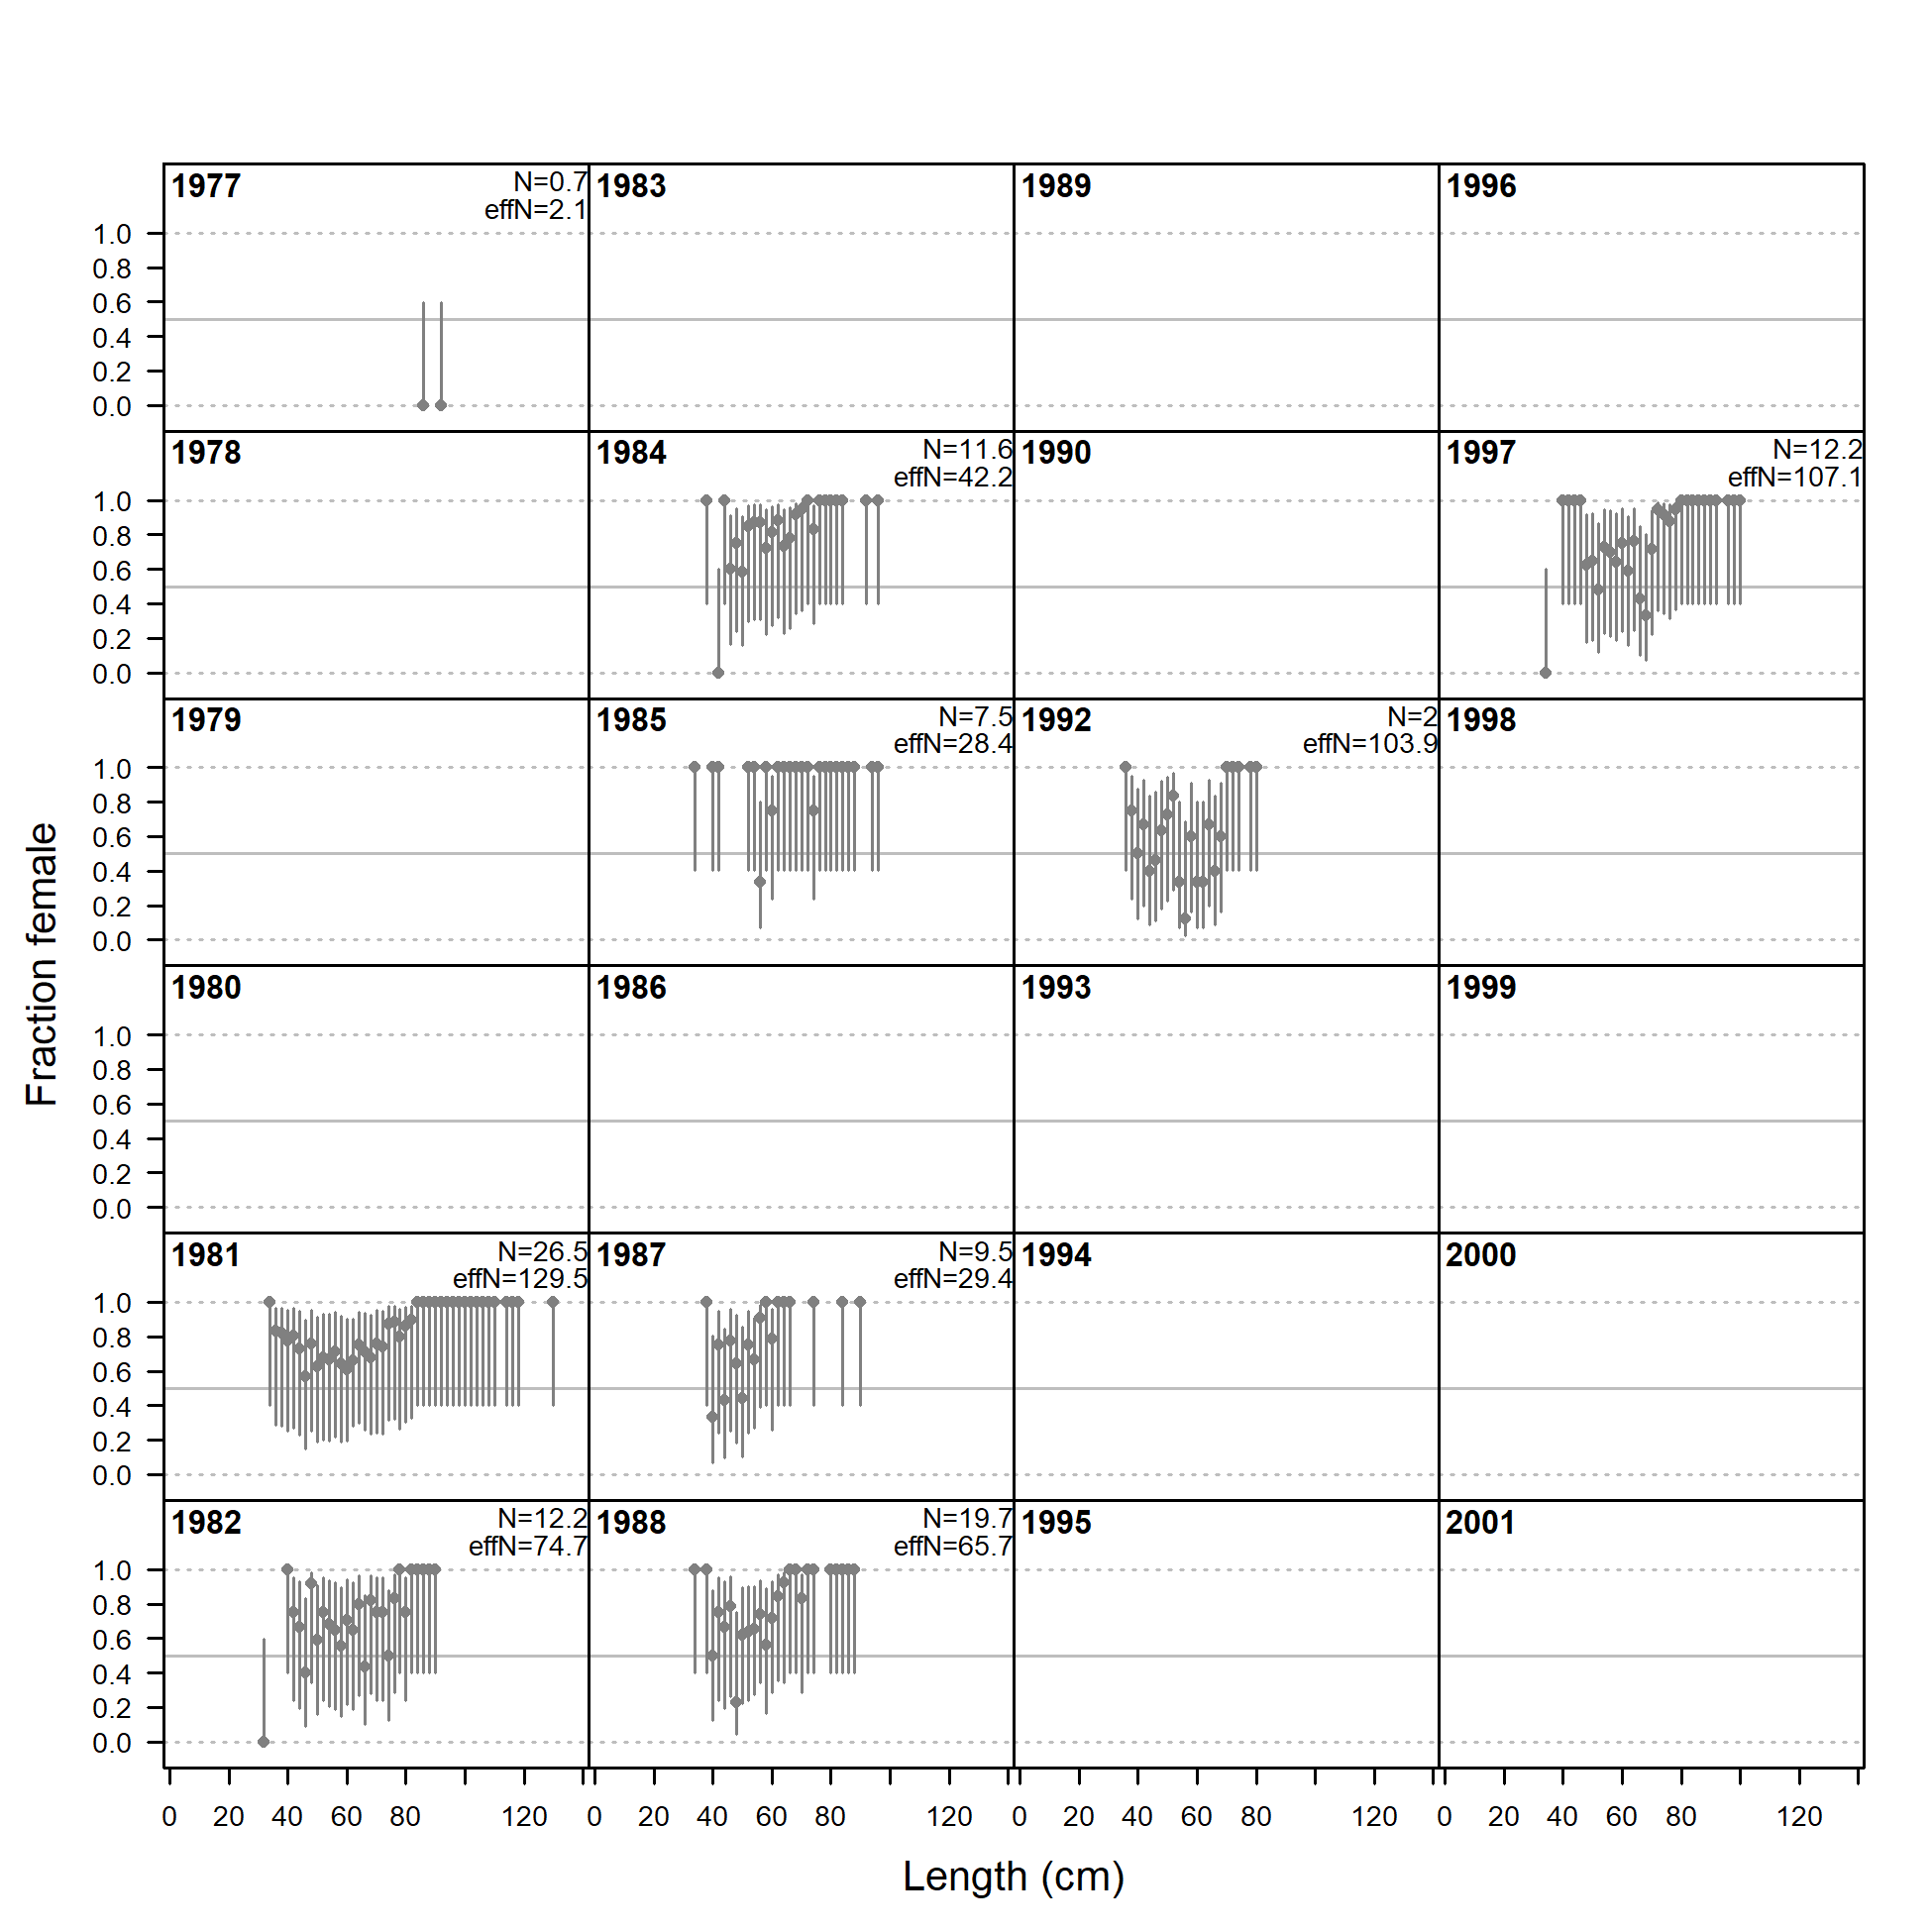 1977 N=0.7 1983 1989 1996
effN=2.1
1.0
0.8
0.6
0.4
0.2
0.0
1978 1984 N=11.6 1990 1997 N=12.2
effN=42.2 effN=107.1
1.0
0.8
0.6
0.4
0.2
0.0
1979 1985 N=7.5 1992 N=2 1998
effN=28.4 effN=103.9
1.0
0.8
0.6
0.4
0.2
0.0
1980 1986 1993 1999
1.0
0.8
0.6
0.4
0.2
0.0
1981 N=26.5 1987 N=9.5 1994 2000
effN=129.5 effN=29.4
1.0
0.8
0.6
0.4
0.2
0.0
1982 N=12.2 1988 N=19.7 1995 2001
effN=74.7 effN=65.7
1.0
0.8
0.6
0.4
0.2
0.0
Fraction female
0 20 40 60 80 120 0 20 40 60 80 120 0 20 40 60 80 120 0 20 40 60 80 120
Length (cm)